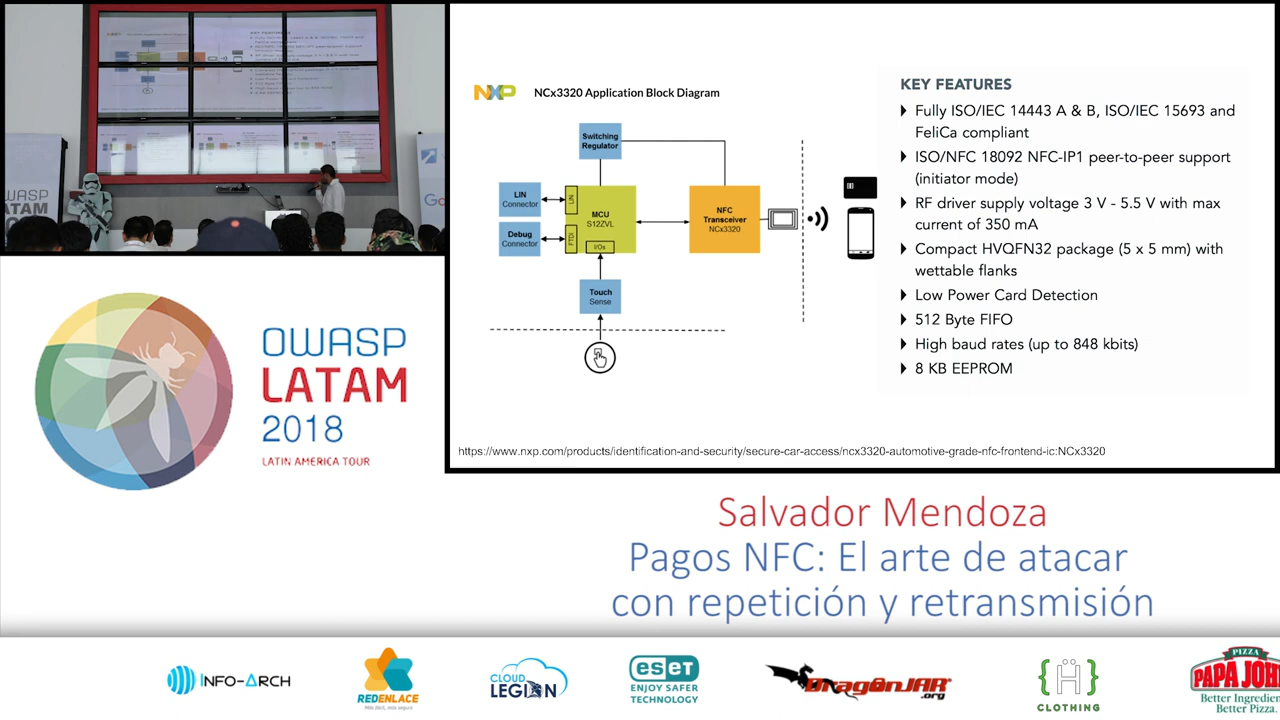 OWASP
LATAM
Go
NXP
NCx3320 Application Block Diagram
Switching
Regulator
LIN
Connector
LIN
MCU
S12ZVL
NFC
Transceiver
NCx3320
Debug
Connector
FTDI
I/Os
Touch
Sense
KEY FEATURES
Fully ISO/IEC 14443 A & B, ISO/IEC 15693 and
FeliCa compliant
ISO/NFC 18092 NFC-IP1 peer-to-peer support
(initiator mode)
RF driver supply voltage 3 V - 5.5 V with max
current of 350 mA
Compact HVQFN32 package (5 x 5 mm) with
wettable flanks
Low Power Card Detection
512 Byte FIFO
High baud rates (up to 848 kbits)
8 KB EEPROM
https://www.nxp.com/products/identification-and-security/secure-car-access/ncx3320-automotive-grade-nfc-frontend-ic:NCx3320
OWASP
LATAM
2018
LATIN AMERICA TOUR
Salvador Mendoza
Pagos NFC: El arte de atacar
con repetición y retransmisión
INFO-ARCH
REDENLACE
Más fácil, más seguro
CLOUD
LEGION
eseT
ENJOY SAFER
TECHNOLOGY
DragonJAR
.org
{Ḧ}
CLOTHING
PIZZA
PAPA JOH
Better Ingredien
Better Pizza.